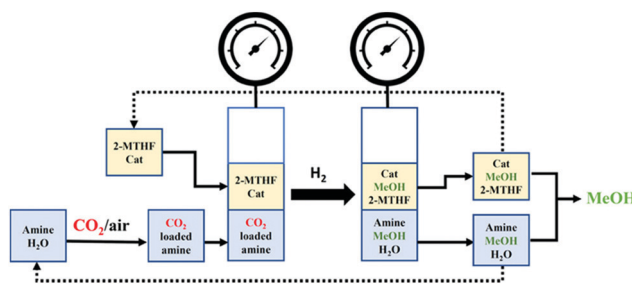 2-MTHF
Cat
Amine
H2O
CO2/air
CO2
loaded
amine
2-MTHF
Cat
CO2
loaded
amine
H2
Cat
MeOH
2-MTHF
Amine
MeOH
H2O
Cat
MeOH
2-MTHF
Amine
MeOH
H2O
MeOH